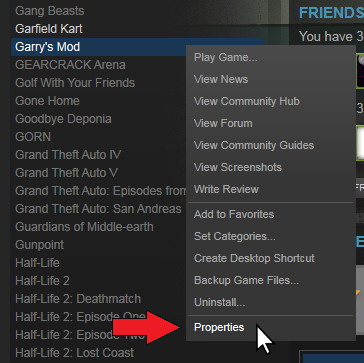 Gang Beasts
FRIENDS
Garfield Kart
You have 3
Garry's Mod
GEARCRACK Arena
Golf With Your Friends
Gone Home
Goodbye Deponia
GORN
Grand Theft Auto IV
Grand Theft Auto V
Grand Theft Auto: Episodes from
Grand Theft Auto: San Andreas
Guardians of Middle-earth
Gunpoint
Half-Life
Half-Life 2
Half-Life 2: Deathmatch
Half-Life 2: Episode One
Half-Life 2: Episode Two
Half-Life 2: Lost Coast
Play Game...
View News
View Community Hub
View Forum
View Community Guides
View Screenshots
Write Review
Add to Favorites
Set Categories...
Create Desktop Shortcut
Backup Game Files...
Uninstall...
Properties